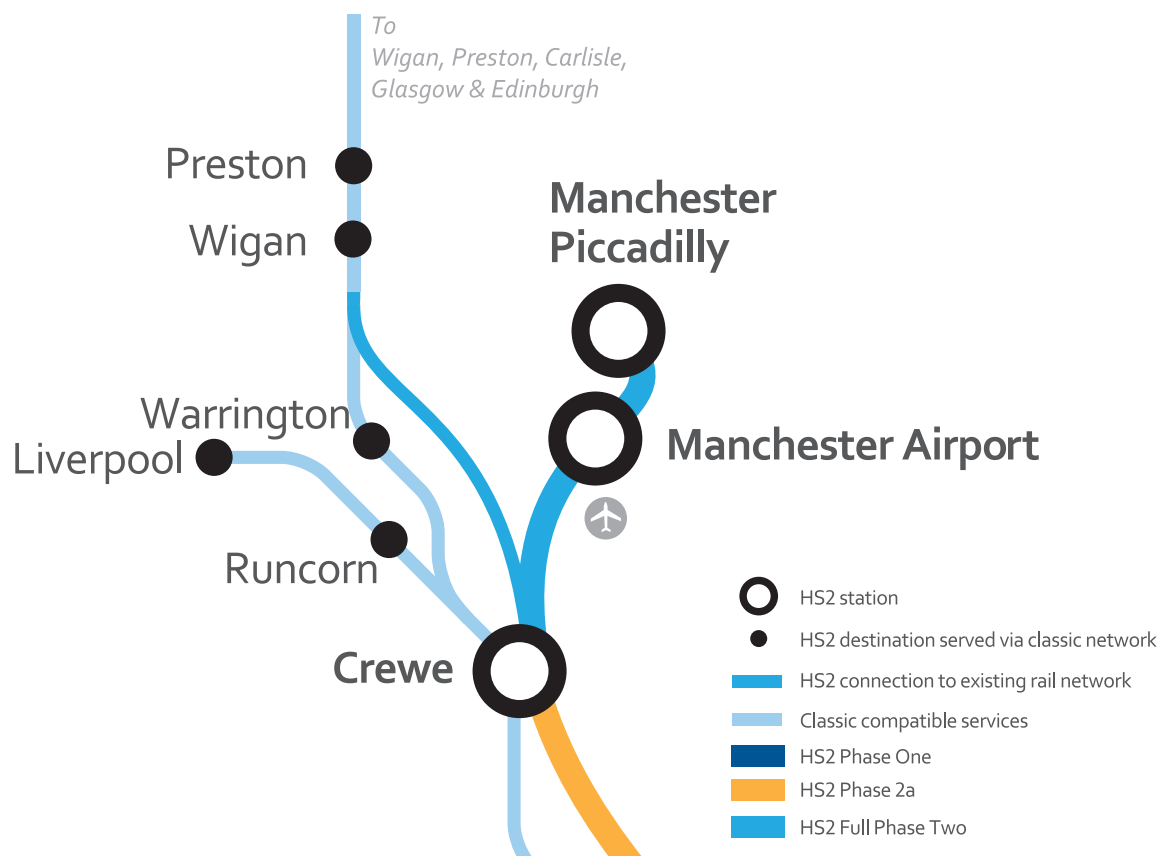 To
Wigan, Preston, Carlisle,
Glasgow & Edinburgh
Preston
Wigan
Manchester
Piccadilly
Warrington
Liverpool
Manchester Airport
Runcorn
Crewe
HS2 station
HS2 destination served via classic network
HS2 connection to existing rail network
Classic compatible services
HS2 Phase One
HS2 Phase 2a
HS2 Full Phase Two